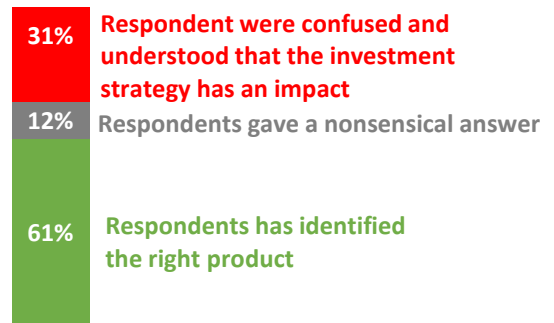 31%
Respondent were confused and
understood that the investment
strategy has an impact
12%
Respondents gave a nonsensical answer
61%
Respondents has identified
the right product